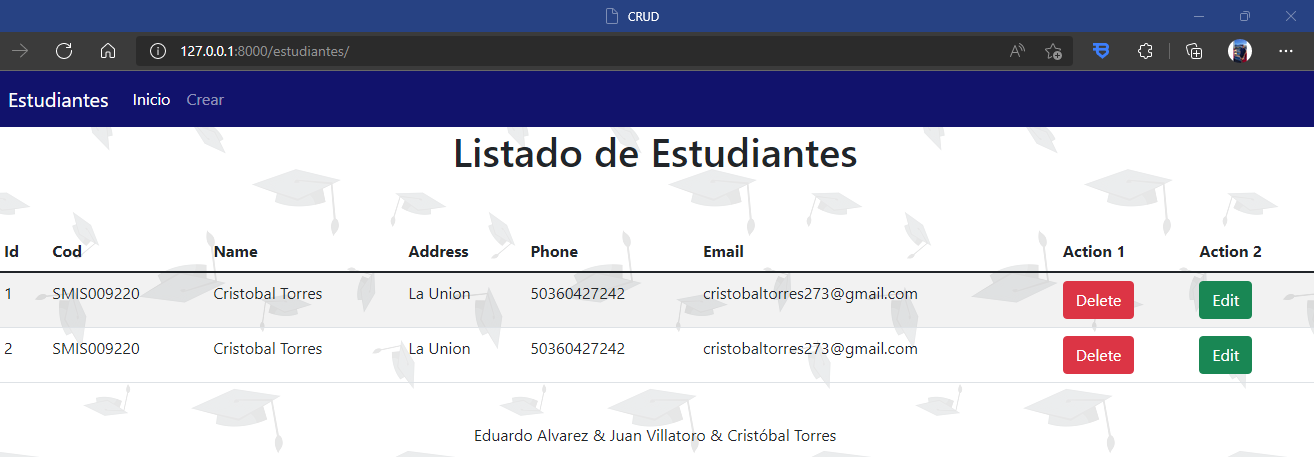 CRUD
127.0.0.1:8000/estudiantes/
Estudiantes Inicio Crear
Listado de Estudiantes
Id Cod Name Address Phone Email Action 1 Action 2
1 SMIS009220 Cristobal Torres La Union 50360427242 cristobaltorres273@gmail.com Delete Edit
2 SMIS009220 Cristobal Torres La Union 50360427242 cristobaltorres273@gmail.com Delete Edit
Eduardo Alvarez & Juan Villatoro & Cristóbal Torres